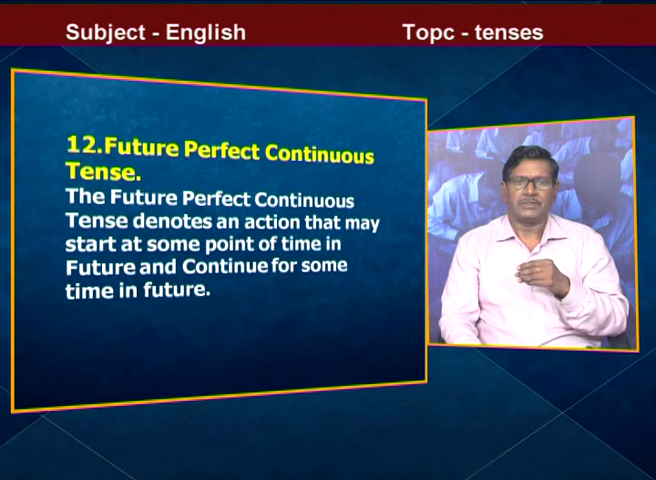 Subject - English
Topc - tenses
12.Future Perfect Continuous
Tense.
The Future Perfect Continuous
Tense denotes an action that may
start at some point of time in
Future and Continue for some
time in future.